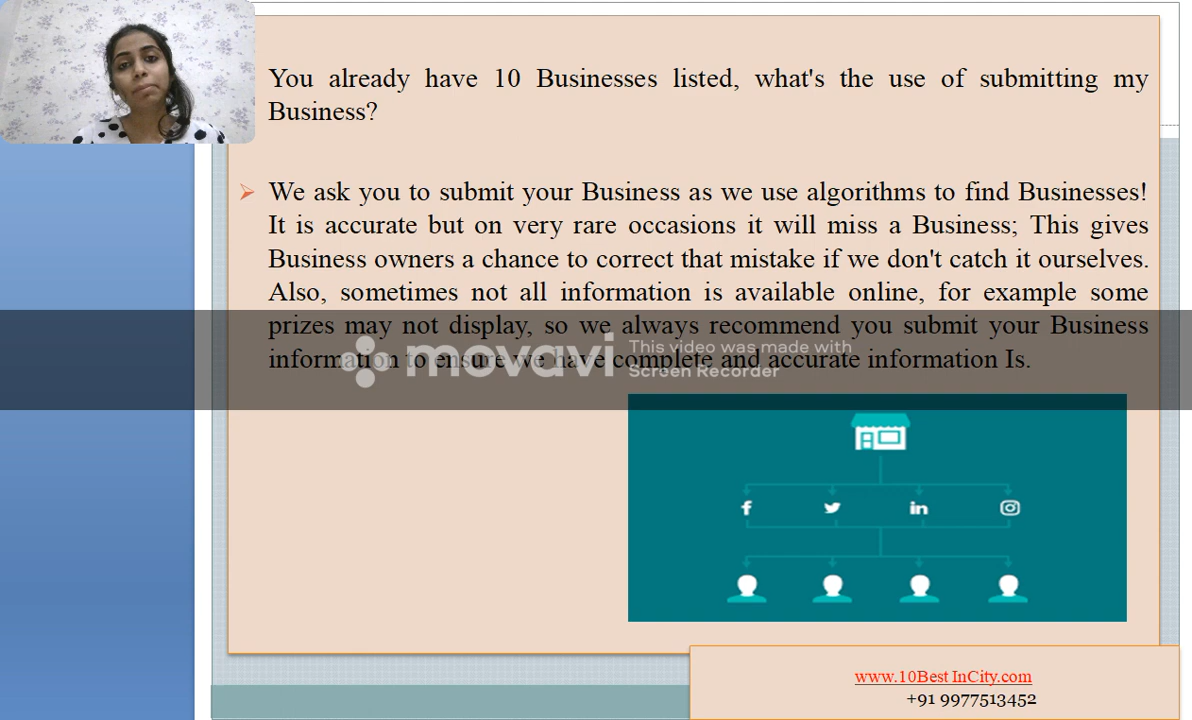 You already have 10 Businesses listed, what's the use of submitting my
Business?
We ask you to submit your Business as we use algorithms to find Businesses!
It is accurate but on very rare occasions it will miss a Business; This gives
Business owners a chance to correct that mistake if we don't catch it ourselves.
Also, sometimes not all information is available online, for example some
prizes may not display, so we always recommend you submit your Business
information to ensure we have complete and accurate information Is.
movavi
This video was made with
Screen Recorder
f
in
www.10Best InCity.com
+91 9977513452